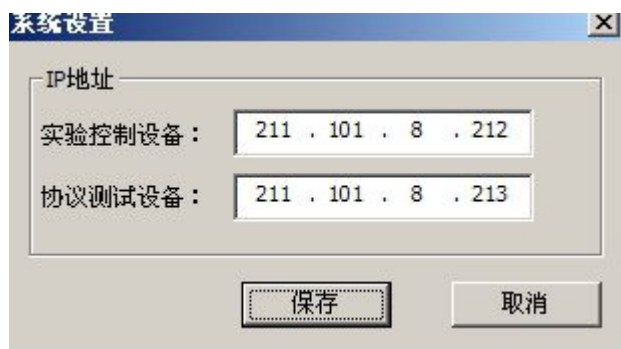 系统设置
IP地址
实验控制设备： 211 . 101 . 8 . 212
协议测试设备： 211 . 101 . 8 . 213
保存 取消